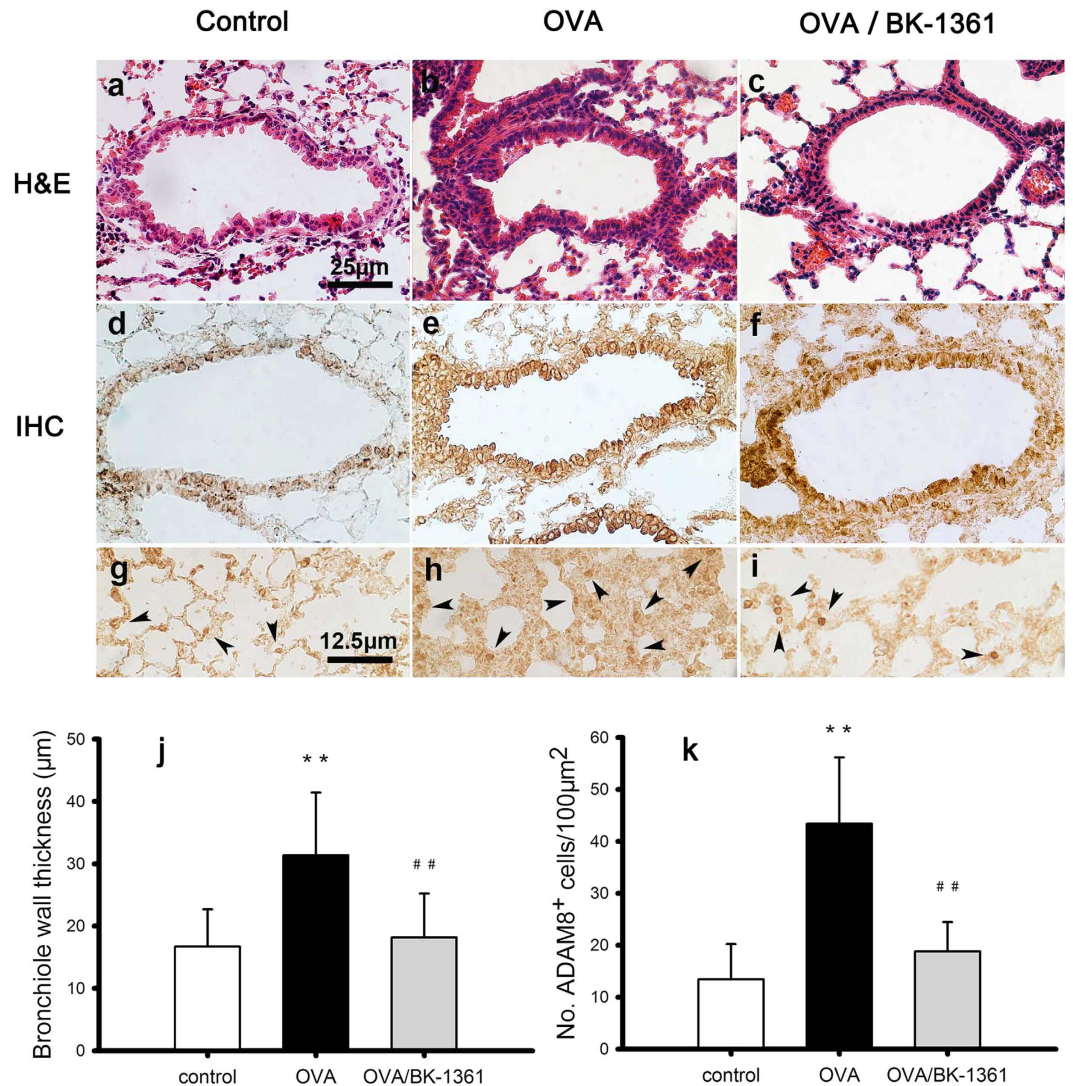 Control OVA OVA / BK-1361
H&E
a b c
25µm
IHC
d e f
g h i
12.5µm
j
Bronchiole wall thickness (µm)
50
40
30
20
10
0
* *
# #
control OVA OVA/BK-1361
k
No. ADAM8⁺ cells/100µm²
60
50
40
30
20
10
0
* *
# #
control OVA OVA/BK-1361